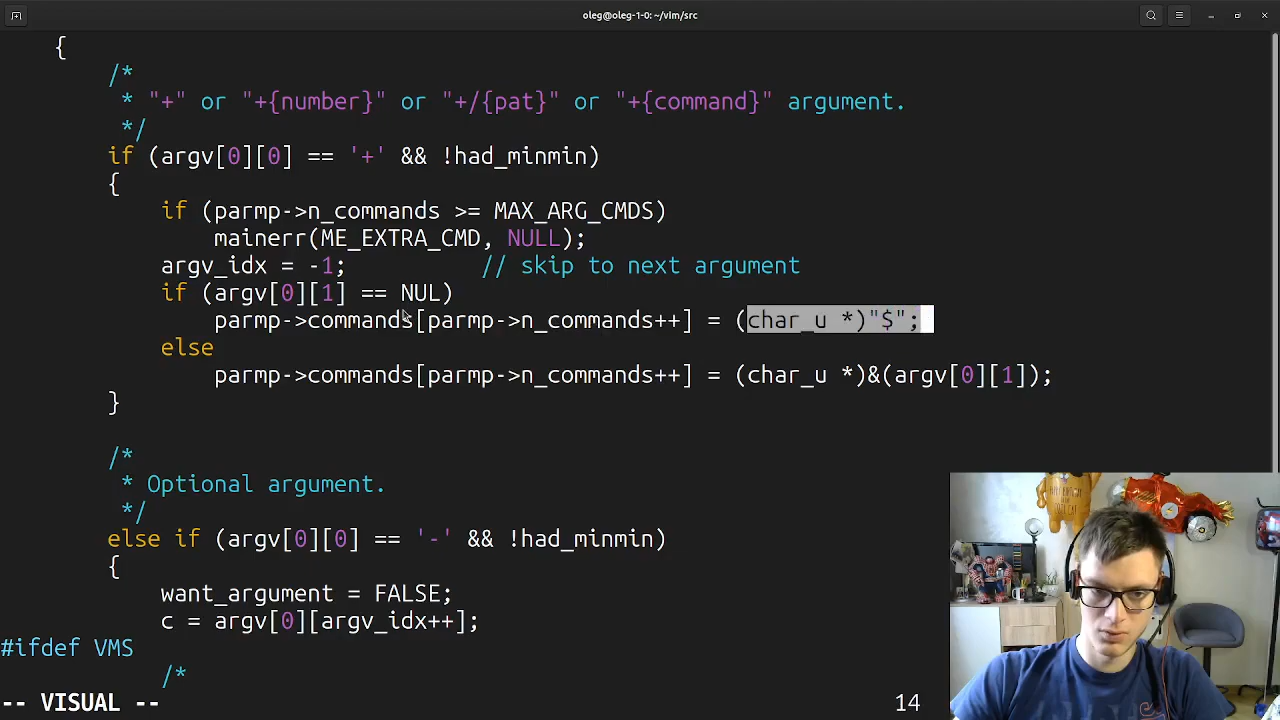 oleg@oleg-1-0: ~/vim/src
{
/*
* "+" or "+{number}" or "+/{pat}" or "+{command}" argument.
*/
if (argv[0][0] == '+' && !had_minmin)
{
if (parmp->n_commands >= MAX_ARG_CMDS)
mainerr(ME_EXTRA_CMD, NULL);
argv_idx = -1; // skip to next argument
if (argv[0][1] == NUL)
parmp->commands[parmp->n_commands++] = (char_u *)"$";
else
parmp->commands[parmp->n_commands++] = (char_u *)&(argv[0][1]);
}
/*
* Optional argument.
*/
else if (argv[0][0] == '-' && !had_minmin)
{
want_argument = FALSE;
c = argv[0][argv_idx++];
#ifdef VMS
/*
-- VISUAL -- 14